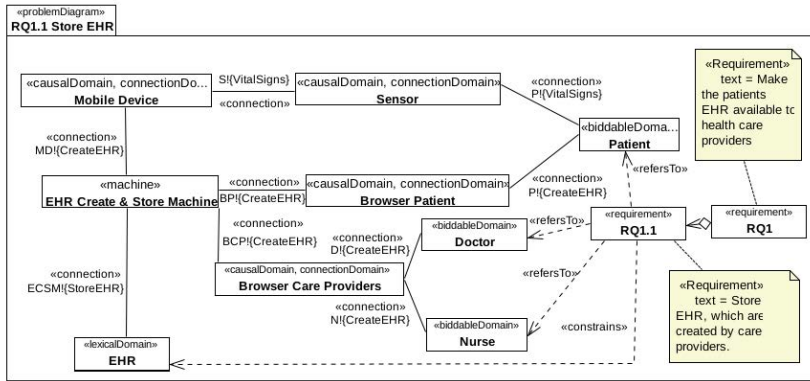 «problemDiagram»
RQ1.1 Store EHR
«causalDomain, connectionDo...
Mobile Device
S!{VitalSigns}
«connection»
«causalDomain, connectionDomain»
Sensor
«connection»
P!{VitalSigns}
«Requirement»
text = Make
the patients
EHR available to
health care
providers
«biddableDoma...
Patient
«connection»
MD!{CreateEHR}
«machine»
EHR Create & Store Machine
«connection»
BP!{CreateEHR}
«causalDomain, connectionDomain»
Browser Patient
«connection»
P!{CreateEHR}
«refersTo»
«connection»
BCP!{CreateEHR}
«connection»
D!{CreateEHR}
«biddableDomain»
Doctor
«refersTo»
«requirement»
RQ1.1
«requirement»
RQ1
«connection»
ECSM!{StoreEHR}
«causalDomain, connectionDomain»
Browser Care Providers
«refersTo»
«connection»
N!{CreateEHR}
«biddableDomain»
Nurse
«constrains»
«Requirement»
text = Store
EHR, which are
created by care
providers.
«lexicalDomain»
EHR